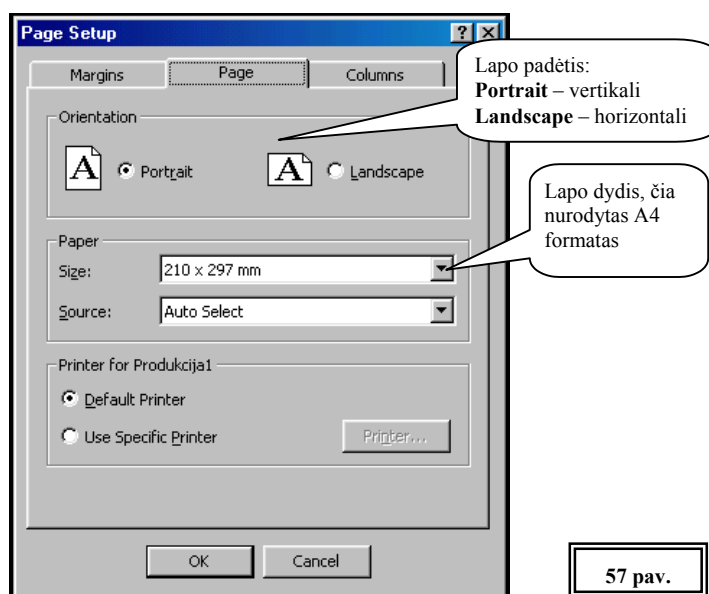 Page Setup
Margins
Page
Columns
Orientation
A
Portrait
A
Landscape
Paper
Size:
210 x 297 mm
Source:
Auto Select
Printer for Produkcija1
Default Printer
Use Specific Printer
Printer...
OK
Cancel
Lapo padėtis:
Portrait – vertikali
Landscape – horizontali
Lapo dydis, čia
nurodytas A4
formatas
57 pav.